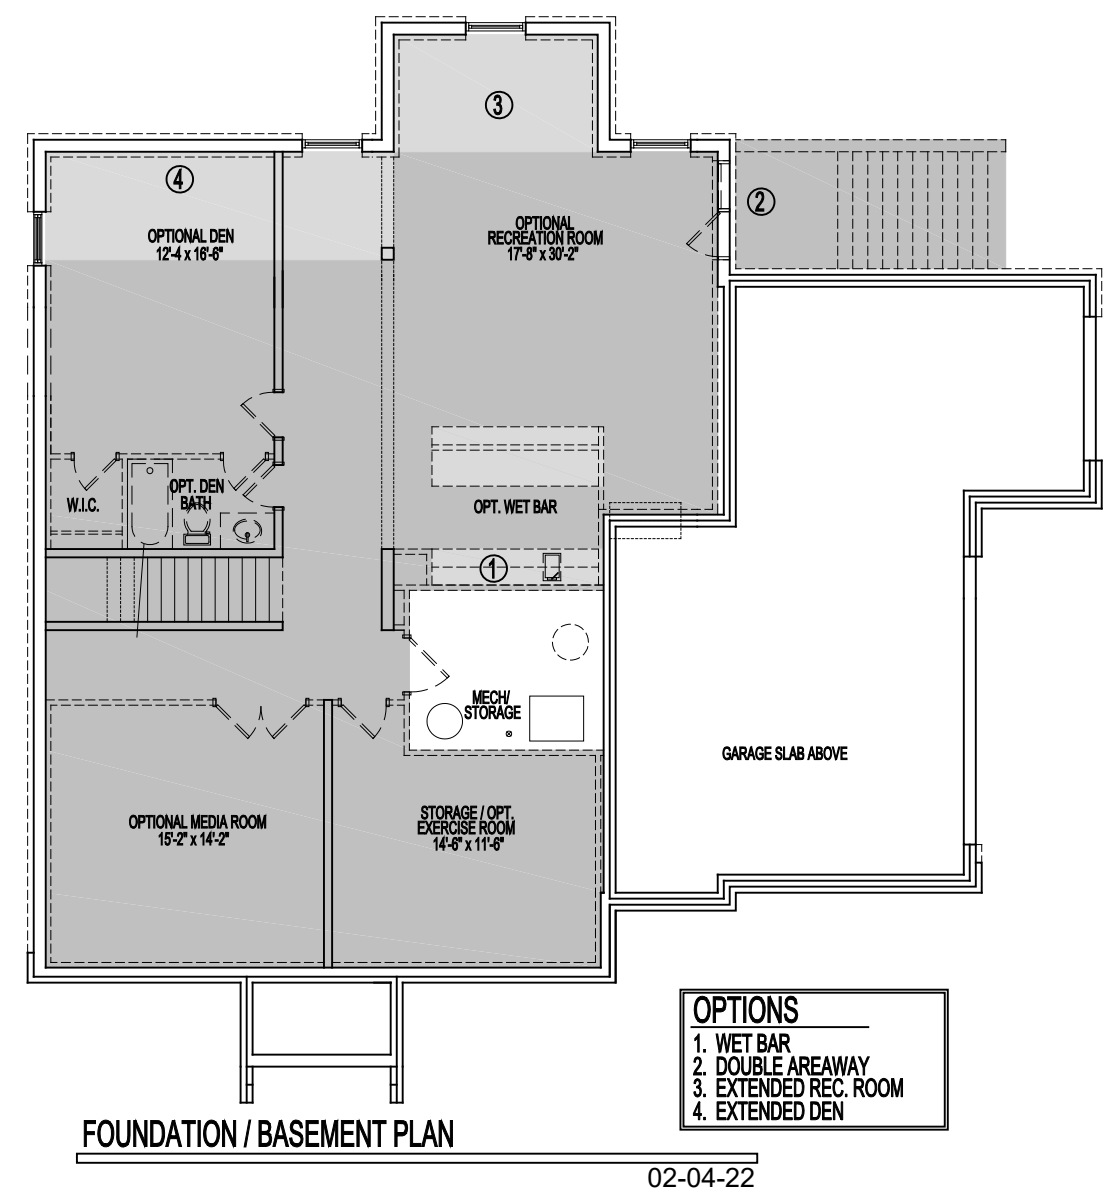 3
4
2
OPTIONAL DEN
12'-4 x 16'-6"
OPTIONAL
RECREATION ROOM
17'-8" x 30'-2"
W.I.C.
OPT. DEN
BATH
OPT. WET BAR
1
MECH/
STORAGE
GARAGE SLAB ABOVE
OPTIONAL MEDIA ROOM
15'-2" x 14'-2"
STORAGE / OPT.
EXERCISE ROOM
14'-6" x 11'-6"
OPTIONS
1. WET BAR
2. DOUBLE AREAWAY
3. EXTENDED REC. ROOM
4. EXTENDED DEN
FOUNDATION / BASEMENT PLAN
02-04-22